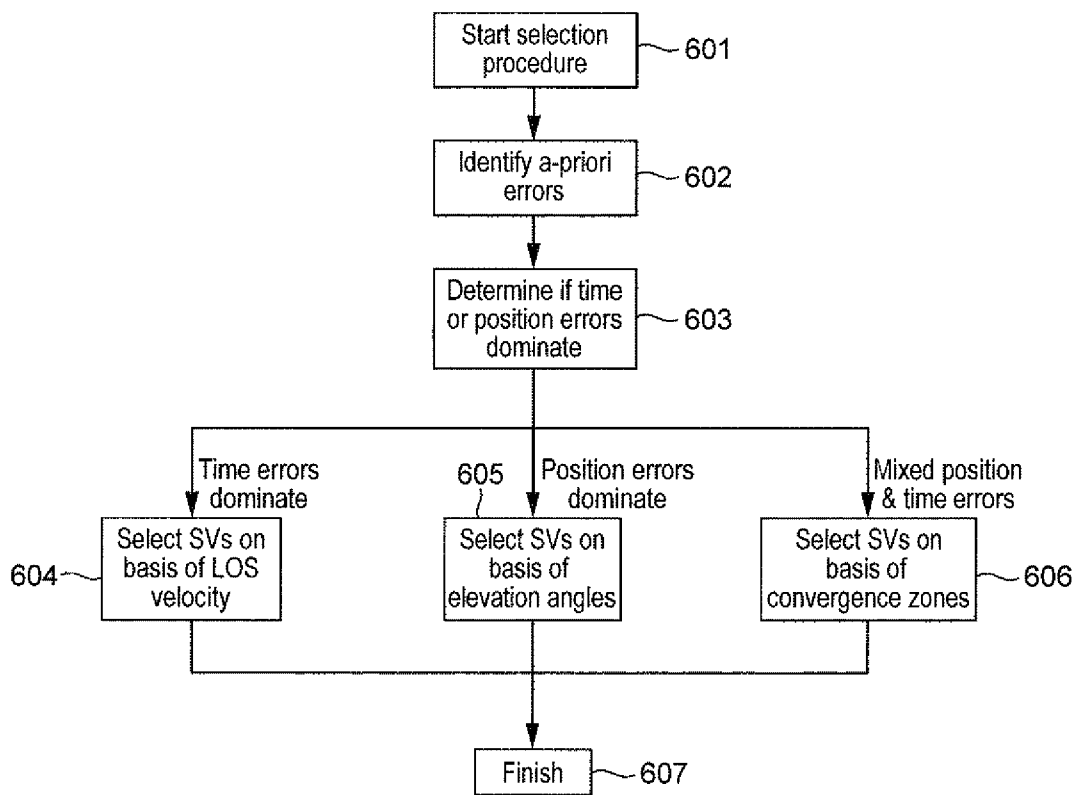 Start selection
procedure
601
Identify a-priori
errors
602
Determine if time
or position errors
dominate
603
Time errors
dominate
605
Position errors
dominate
Mixed position
& time errors
604
Select SVs on
basis of LOS
velocity
Select SVs on
basis of
elevation angles
Select SVs on
basis of
convergence zones
606
Finish
607